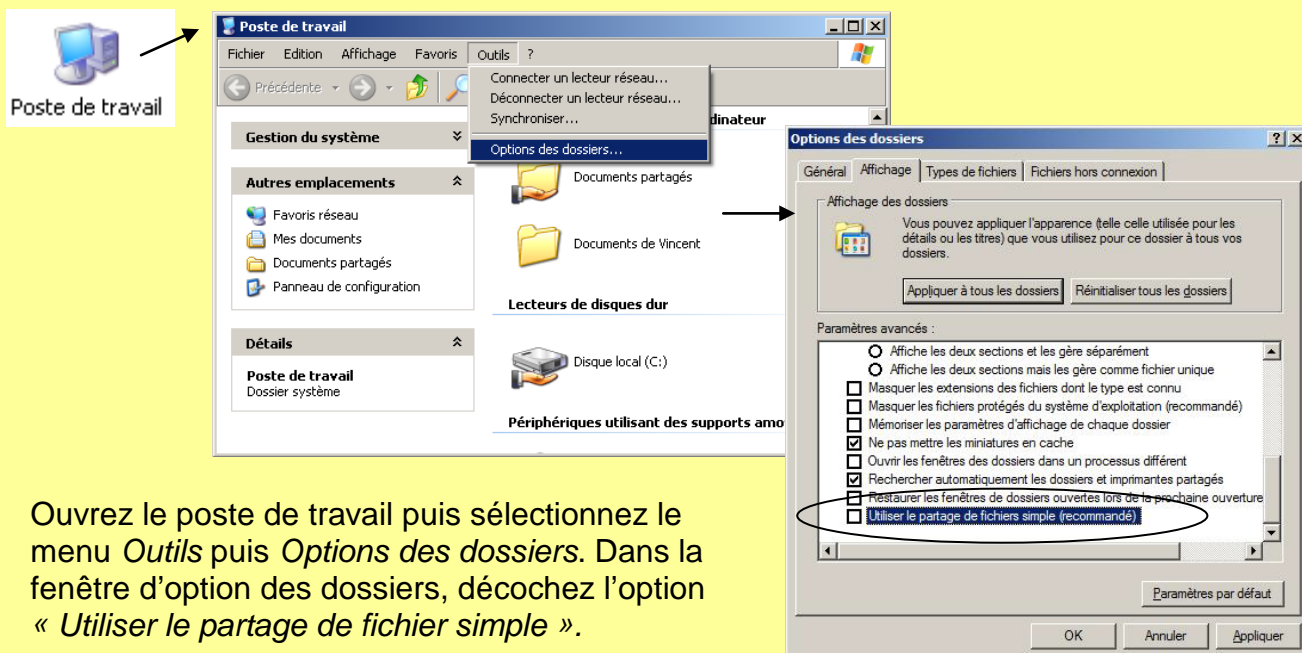 Poste de travail
Poste de travail
Fichier Edition Affichage Favoris Outils ?
Précédente
Connecter un lecteur réseau...
Déconnecter un lecteur réseau...
Synchroniser...
Options des dossiers...
Gestion du système
Autres emplacements
Favoris réseau
Mes documents
Documents partagés
Panneau de configuration
Détails
Poste de travail
Dossier système
Documents partagés
Documents de Vincent
Lecteurs de disques dur
Disque local (C:)
Périphériques utilisant des supports
Options des dossiers
Général Affichage Types de fichiers Fichiers hors connexion
Affichage des dossiers
Vous pouvez appliquer l'apparence (telle celle utilisée pour les
détails ou les titres) que vous utilisez pour ce dossier à tous vos
dossiers.
Appliquer à tous les dossiers Réinitialiser tous les dossiers
Paramètres avancés :
Affiche les deux sections et les gère séparément
Affiche les deux sections mais les gère comme fichier unique
Masquer les extensions des fichiers dont le type est connu
Masquer les fichiers protégés du système d'exploitation (recommandé)
Mémoriser les paramètres d'affichage de chaque dossier
Ne pas mettre les miniatures en cache
Ouvrir les fenêtres des dossiers dans un processus différent
Rechercher automatiquement les dossiers et imprimantes partagés
Restaurer les fenêtres de dossiers ouvertes lors de la prochaine ouverture
Utiliser le partage de fichiers simple (recommandé)
Paramètres par défaut
OK Annuler Appliquer
Ouvrez le poste de travail puis sélectionnez le
menu Outils puis Options des dossiers. Dans la
fenêtre d’option des dossiers, décochez l’option
« Utiliser le partage de fichier simple ».